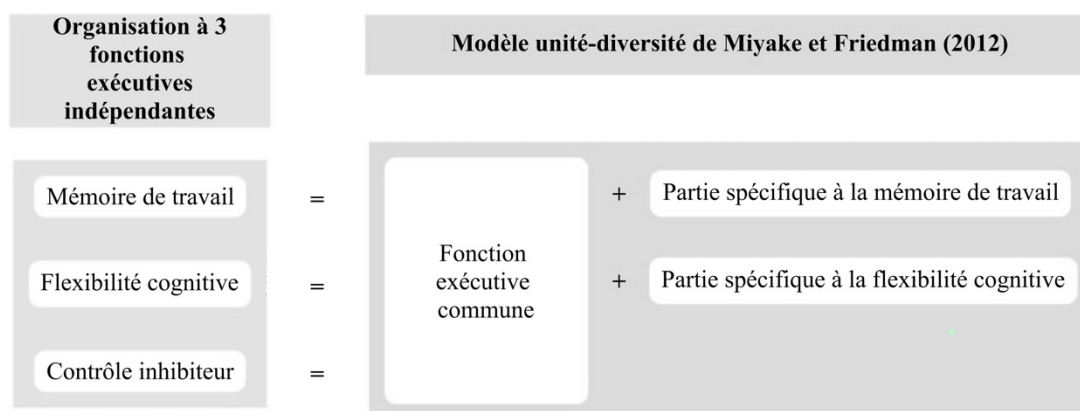 Organisation à 3
fonctions
exécutives
indépendantes
Modèle unité-diversité de Miyake et Friedman (2012)
Mémoire de travail
=
+
Partie spécifique à la mémoire de travail
Flexibilité cognitive
=
Fonction
exécutive
commune
+
Partie spécifique à la flexibilité cognitive
Contrôle inhibiteur
=